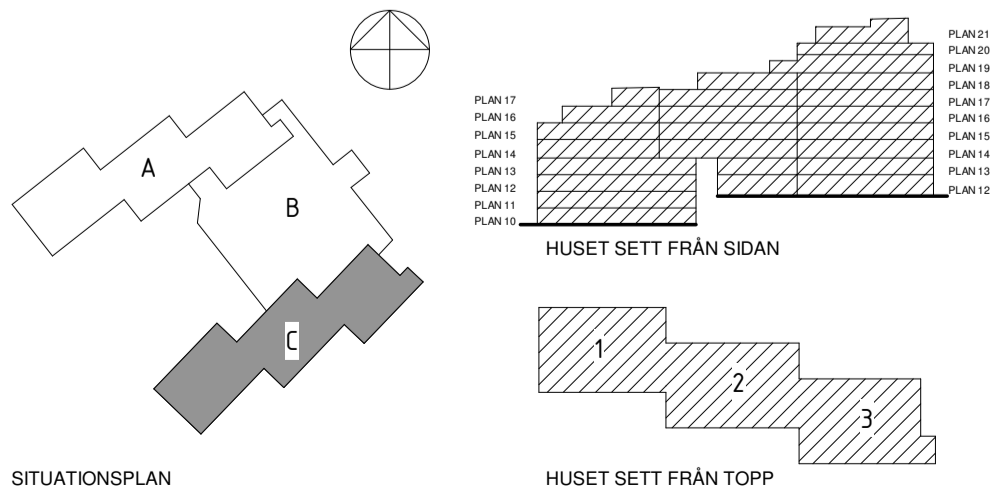 A
B
C
SITUATIONSPLAN
PLAN 17
PLAN 16
PLAN 15
PLAN 14
PLAN 13
PLAN 12
PLAN 11
PLAN 10
PLAN 21
PLAN 20
PLAN 19
PLAN 18
PLAN 17
PLAN 16
PLAN 15
PLAN 14
PLAN 13
PLAN 12
HUSET SETT FRÅN SIDAN
1
2
3
HUSET SETT FRÅN TOPP